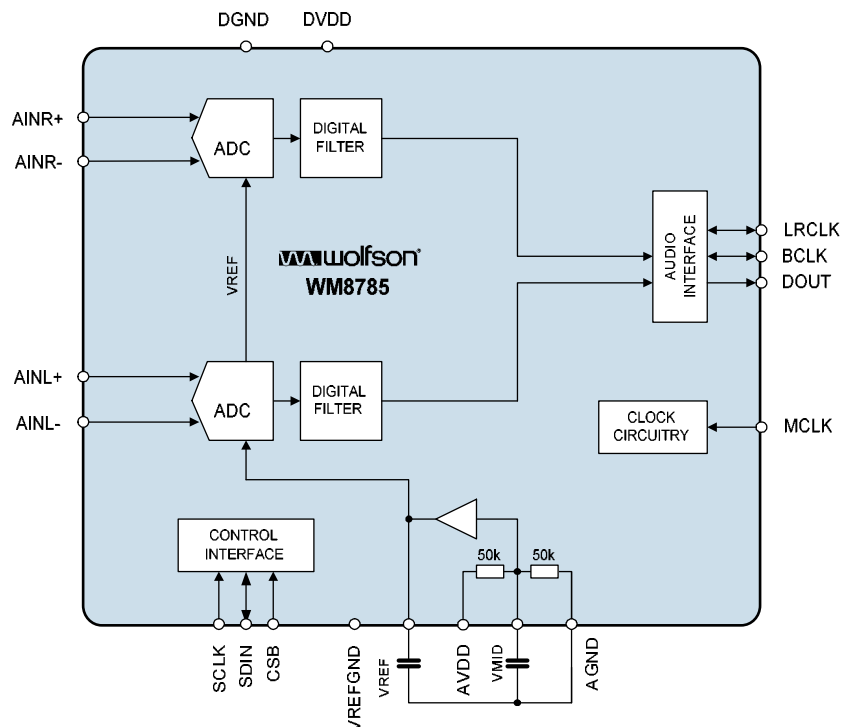 DGND
DVDD
AINR+
AINR-
ADC
DIGITAL
FILTER
VREF
wolfson®
WM8785
AUDIO
INTERFACE
LRCLK
BCLK
DOUT
AINL+
AINL-
ADC
DIGITAL
FILTER
CLOCK
CIRCUITRY
MCLK
CONTROL
INTERFACE
50k
50k
SCLK
SDIN
CSB
VREFGND
VREF
AVDD
VMID
AGND